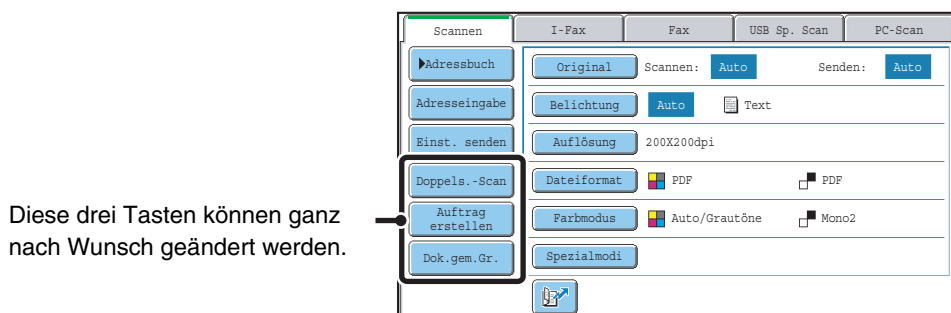 Scannen
I-Fax
Fax
USB Sp. Scan
PC-Scan
Adressbuch
Original
Scannen:
Auto
Senden:
Auto
Adresseingabe
Belichtung
Auto
Text
Einst. senden
Auflösung
200X200dpi
Doppels.-Scan
Dateiformat
PDF
PDF
Auftrag
erstellen
Farbmodus
Auto/Grautöne
Mono2
Dok.gem.Gr.
Spezialmodi
Diese drei Tasten können ganz
nach Wunsch geändert werden.